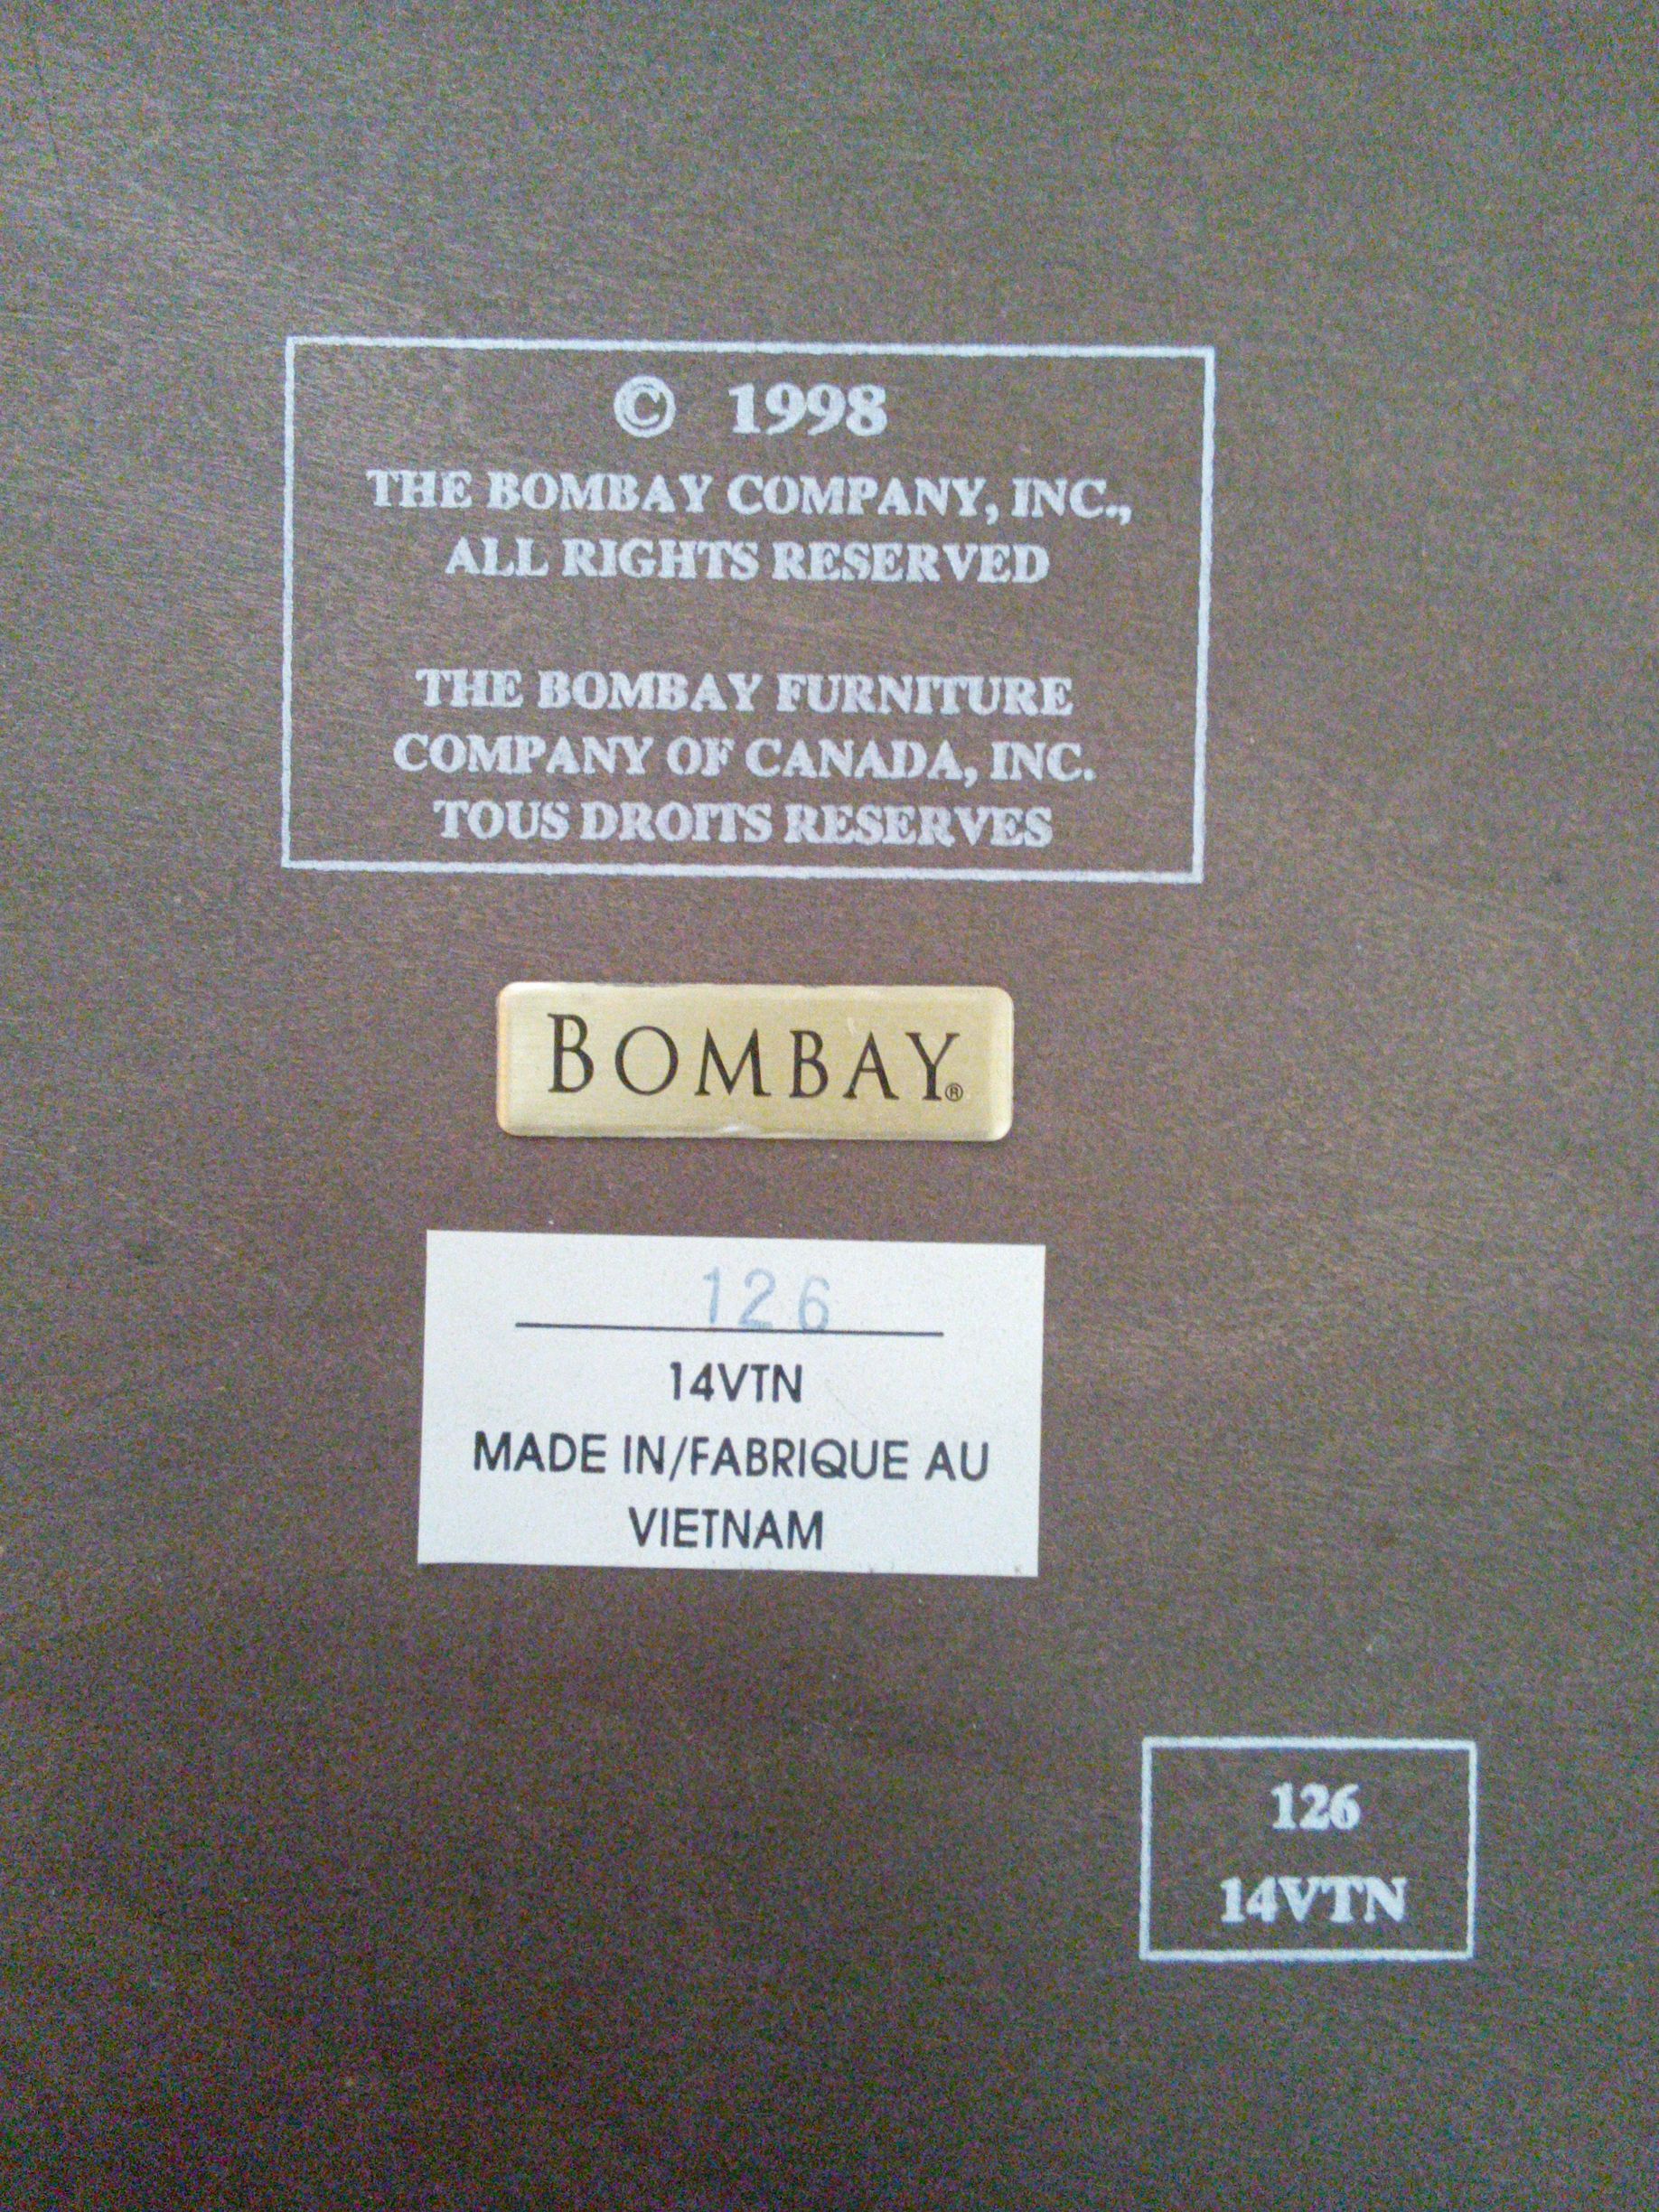 © 1998
THE BOMBAY COMPANY, INC.,
ALL RIGHTS RESERVED
THE BOMBAY FURNITURE
COMPANY OF CANADA, INC.
TOUS DROITS RESERVES
BOMBAY®
126
14VTN
MADE IN/FABRIQUE AU
VIETNAM
126
14VTN